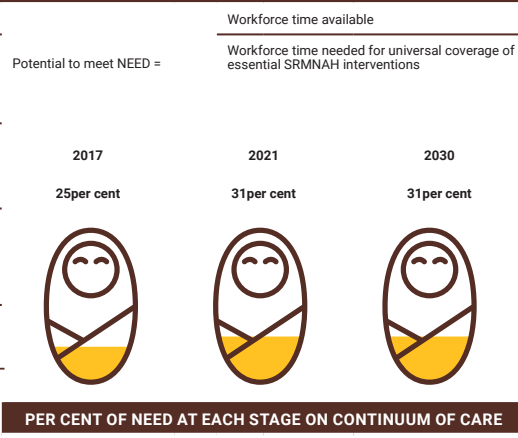 Workforce time available
Potential to meet NEED =
Workforce time needed for universal coverage of
essential SRMNAH interventions
2017
2021
2030
25per cent
31per cent
31per cent
PER CENT OF NEED AT EACH STAGE ON CONTINUUM OF CARE